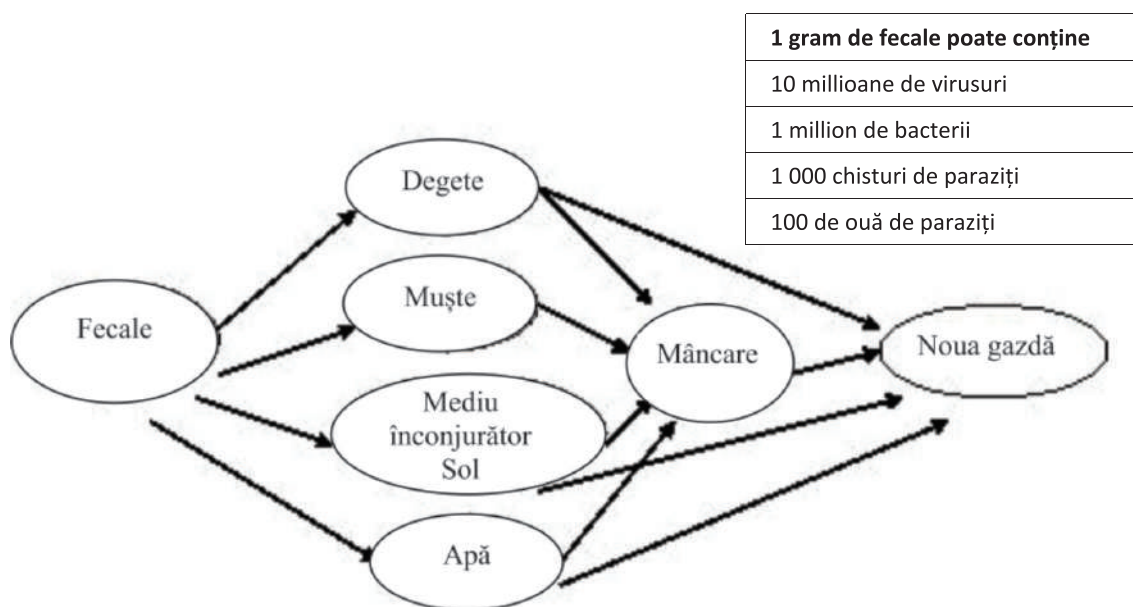 1 gram de fecale poate conține
10 millioane de virusuri
1 million de bacterii
1 000 chisturi de paraziți
100 de ouă de paraziți
Degete
Muște
Fecale
Mâncare
Noua gazdă
Mediu
înconjurător
Sol
Apă